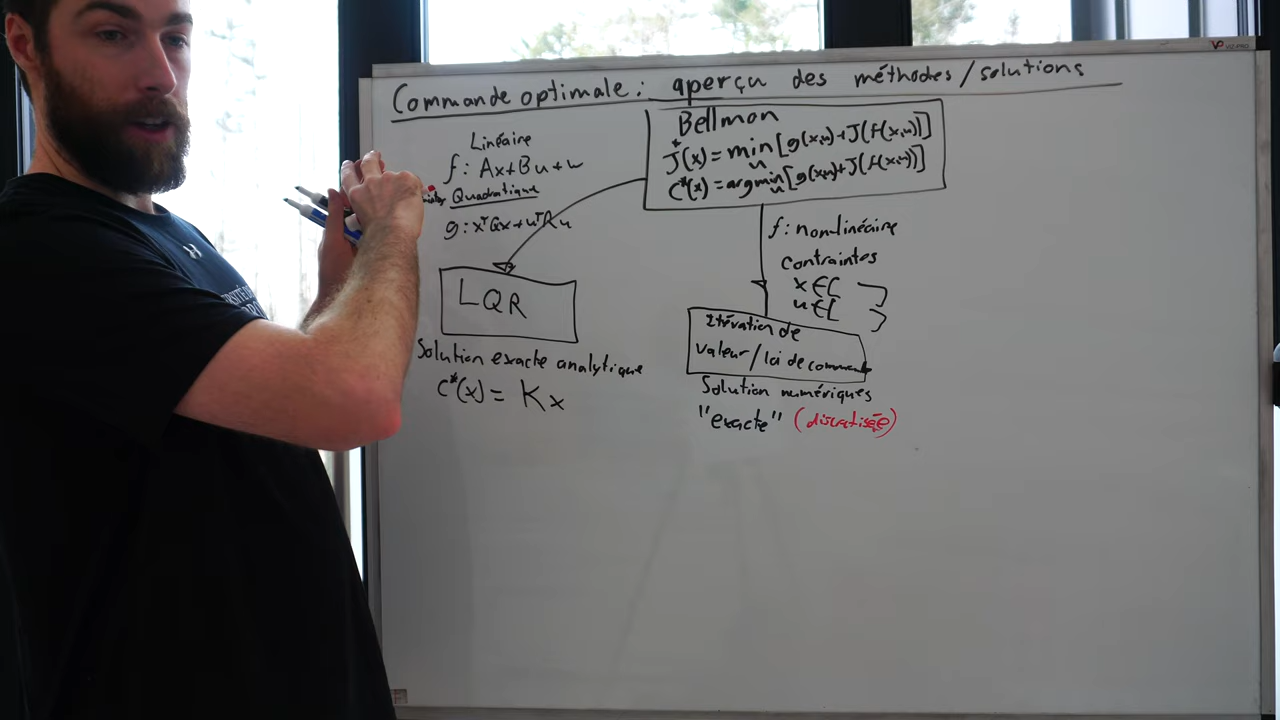 Commande optimale : aperçu des méthodes/solutions
Bellman
J*(x) = min u [g(x,u)+J(f(x,u))]
C*(x) = argmin u [g(x,u)+J(f(x,u))]
Linéaire
f : Ax+Bu+w
Quadratique
g : xᵀQx+uᵀRu
LQR
Solution exacte analytique
C*(x) = Kx
f : non-linéaire
contraintes
x ∈ C
u ∈ C
Itération de
valeur/loi de commande
Solution numériques
"exacte" (discrétisée)